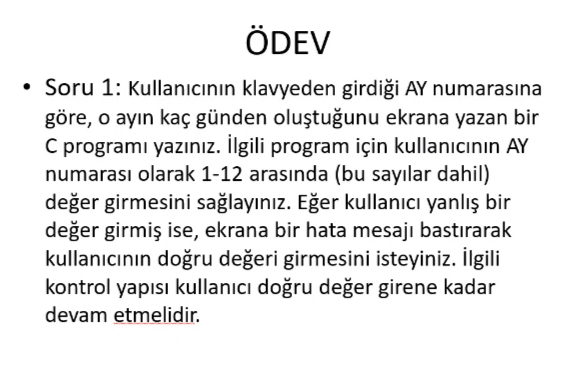 ÖDEV
• Soru 1: Kullanıcının klavyeden girdiği AY numarasına
göre, o ayın kaç günden oluştuğunu ekrana yazan bir
C programı yazınız. İlgili program için kullanıcının AY
numarası olarak 1-12 arasında (bu sayılar dahil)
değer girmesini sağlayınız. Eğer kullanıcı yanlış bir
değer girmiş ise, ekrana bir hata mesajı bastırarak
kullanıcının doğru değeri girmesini isteyiniz. İlgili
kontrol yapısı kullanıcı doğru değer girene kadar
devam etmelidir.